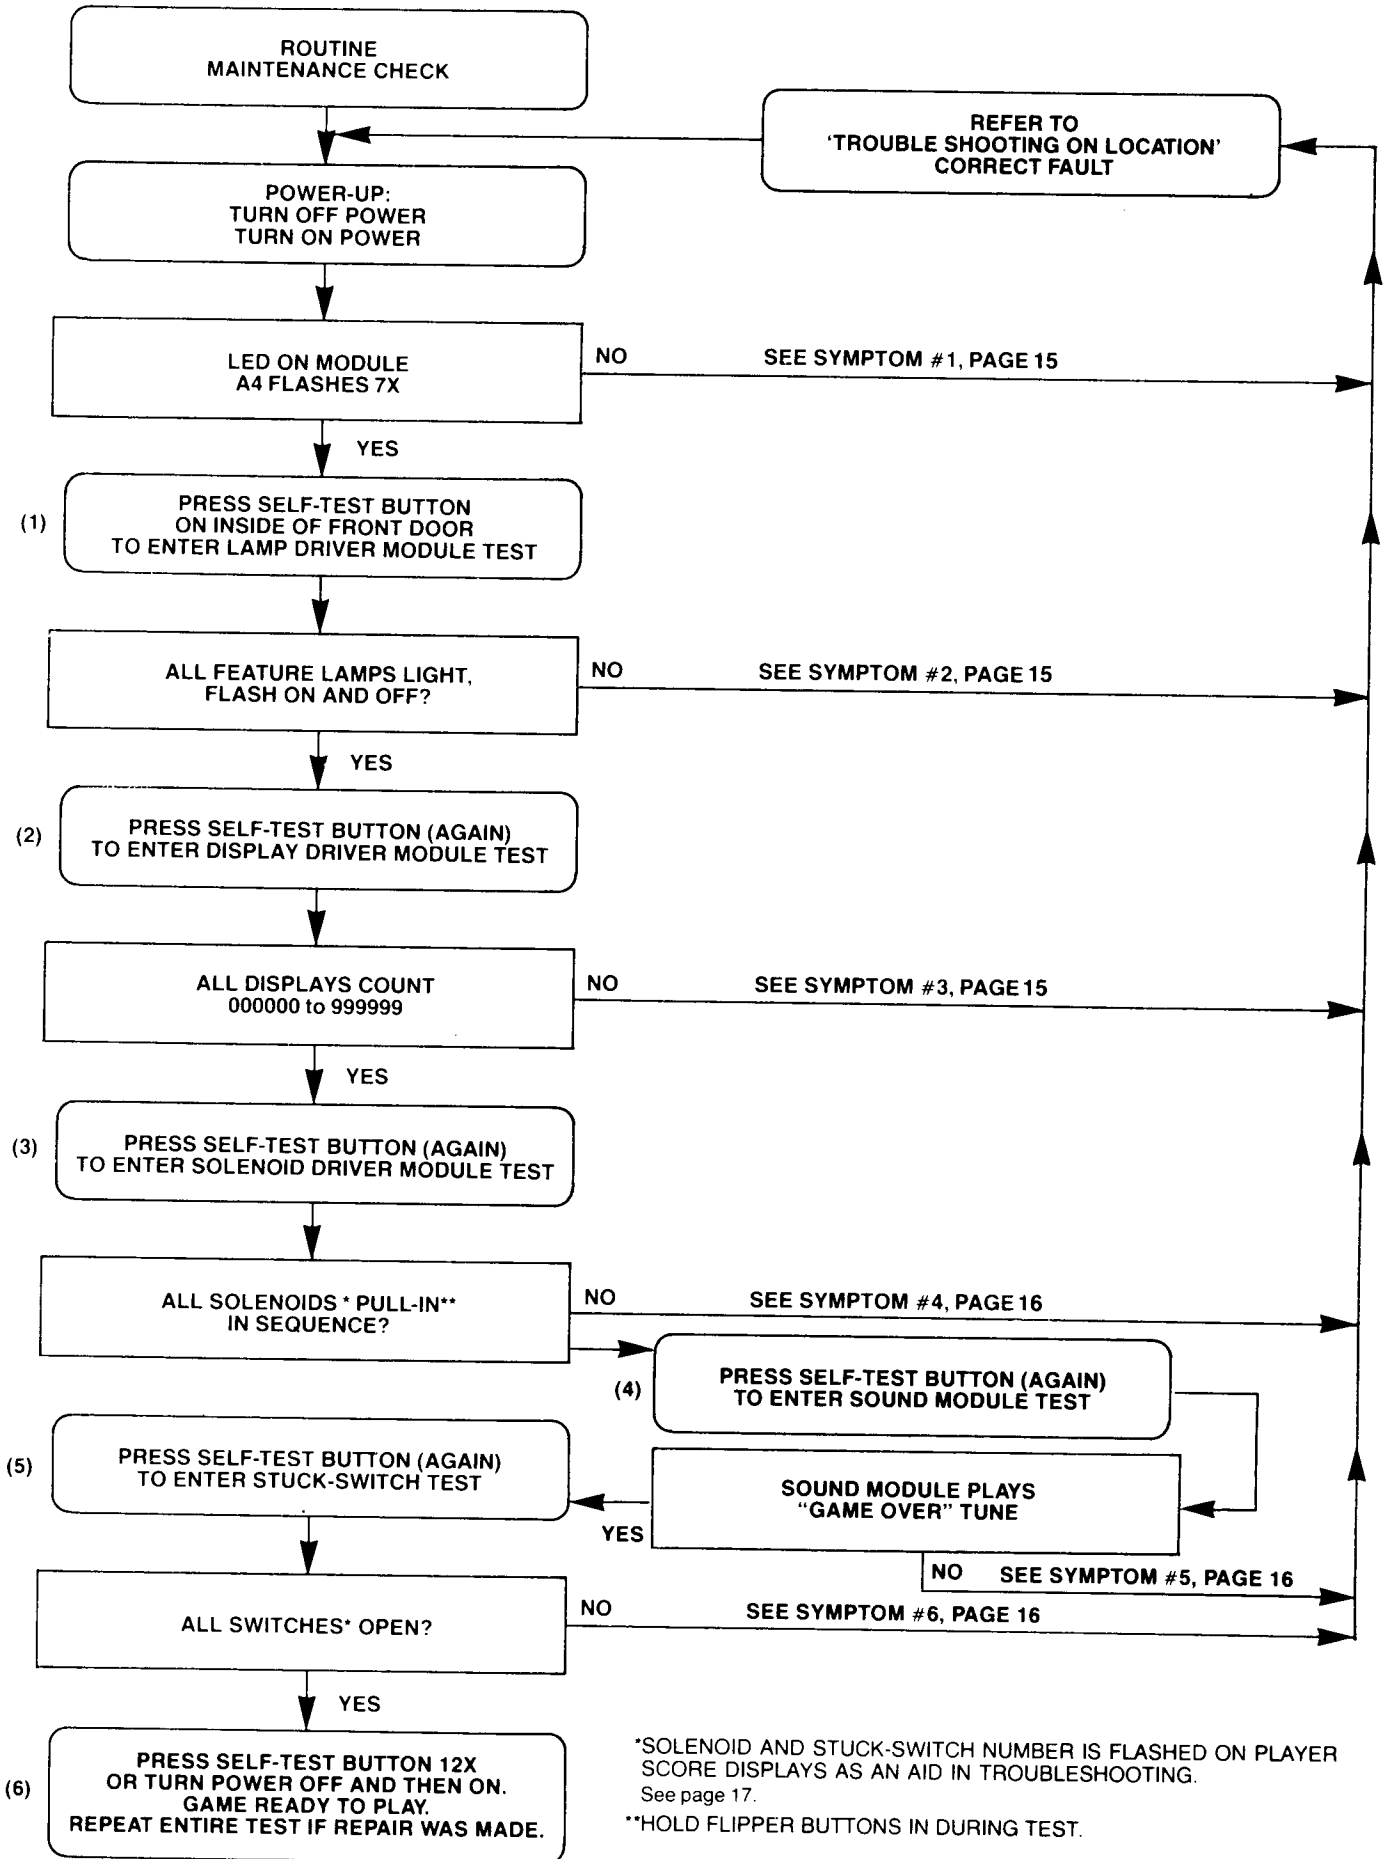 ROUTINE
MAINTENANCE CHECK
REFER TO
'TROUBLE SHOOTING ON LOCATION'
CORRECT FAULT
POWER-UP:
TURN OFF POWER
TURN ON POWER
LED ON MODULE
A4 FLASHES 7X
NO
SEE SYMPTOM #1, PAGE 15
YES
(1)
PRESS SELF-TEST BUTTON
ON INSIDE OF FRONT DOOR
TO ENTER LAMP DRIVER MODULE TEST
ALL FEATURE LAMPS LIGHT,
FLASH ON AND OFF?
NO
SEE SYMPTOM #2, PAGE 15
YES
(2)
PRESS SELF-TEST BUTTON (AGAIN)
TO ENTER DISPLAY DRIVER MODULE TEST
ALL DISPLAYS COUNT
000000 to 999999
NO
SEE SYMPTOM #3, PAGE 15
YES
(3)
PRESS SELF-TEST BUTTON (AGAIN)
TO ENTER SOLENOID DRIVER MODULE TEST
ALL SOLENOIDS * PULL-IN**
IN SEQUENCE?
NO
SEE SYMPTOM #4, PAGE 16
(4)
PRESS SELF-TEST BUTTON (AGAIN)
TO ENTER SOUND MODULE TEST
SOUND MODULE PLAYS
"GAME OVER" TUNE
YES
NO
SEE SYMPTOM #5, PAGE 16
(5)
PRESS SELF-TEST BUTTON (AGAIN)
TO ENTER STUCK-SWITCH TEST
ALL SWITCHES* OPEN?
NO
SEE SYMPTOM #6, PAGE 16
YES
(6)
PRESS SELF-TEST BUTTON 12X
OR TURN POWER OFF AND THEN ON.
GAME READY TO PLAY.
REPEAT ENTIRE TEST IF REPAIR WAS MADE.
*SOLENOID AND STUCK-SWITCH NUMBER IS FLASHED ON PLAYER
SCORE DISPLAYS AS AN AID IN TROUBLESHOOTING.
See page 17.
**HOLD FLIPPER BUTTONS IN DURING TEST.